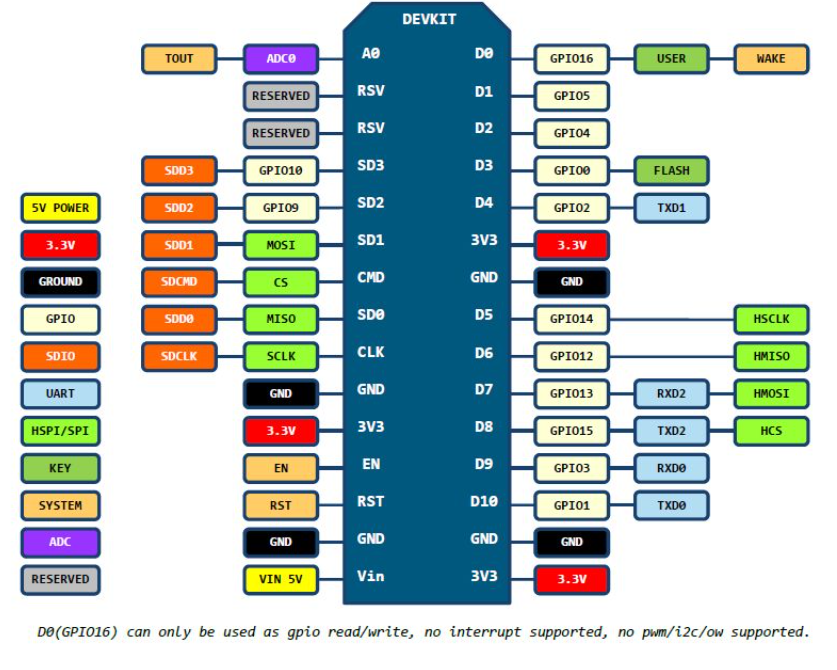 DEVKIT
TOUT ADC0 A0 D0 GPIO16 USER WAKE
RESERVED RSV D1 GPIO5
RESERVED RSV D2 GPIO4
SDD3 GPIO10 SD3 D3 GPIO0 FLASH
5V POWER SDD2 GPIO9 SD2 D4 GPIO2 TXD1
3.3V SDD1 MOSI SD1 3V3 3.3V
GROUND SDCMD CS CMD GND GND
GPIO SDD0 MISO SD0 D5 GPIO14 HSCLK
SDIO SDCLK SCLK CLK D6 GPIO12 HMISO
UART GND GND D7 GPIO13 RXD2 HMOSI
HSPI/SPI 3.3V 3V3 D8 GPIO15 TXD2 HCS
KEY EN EN D9 GPIO3 RXD0
SYSTEM RST RST D10 GPIO1 TXD0
ADC GND GND GND GND
RESERVED VIN 5V Vin 3V3 3.3V
D0(GPIO16) can only be used as gpio read/write, no interrupt supported, no pwm/i2c/ow supported.